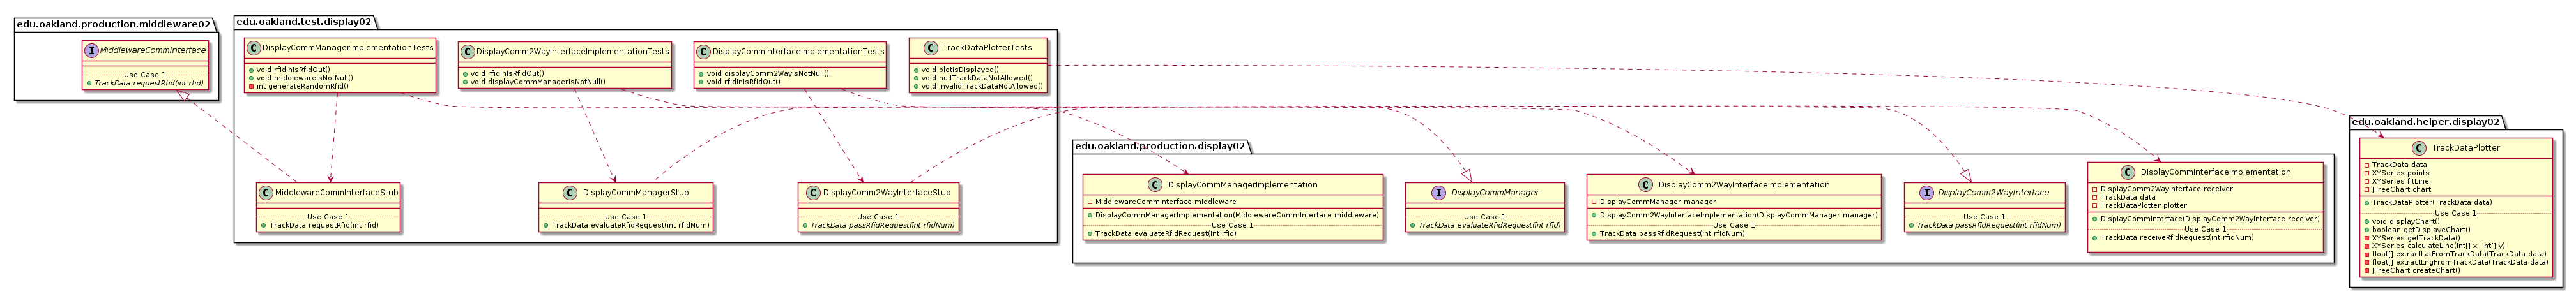 edu.oakland.production.middleware02
I MiddlewareCommInterface
Use Case 1
TrackData requestRfid(int rfid)
edu.oakland.test.display02
C DisplayCommManagerImplementationTests
void rfidInIsRfidOut()
void middlewareIsNotNull()
int generateRandomRfid()
C DisplayComm2WayInterfaceImplementationTests
void rfidInIsRfidOut()
void displayCommManagerIsNotNull()
C DisplayCommInterfaceImplementationTests
void displayComm2WayIsNotNull()
void rfidInIsRfidOut()
C TrackDataPlotterTests
void plotIsDisplayed()
void nullTrackDataNotAllowed()
void invalidTrackDataNotAllowed()
C MiddlewareCommInterfaceStub
Use Case 1
TrackData requestRfid(int rfid)
C DisplayCommManagerStub
Use Case 1
TrackData evaluateRfidRequest(int rfidNum)
C DisplayComm2WayInterfaceStub
Use Case 1
TrackData passRfidRequest(int rfidNum)
edu.oakland.production.display02
C DisplayCommManagerImplementation
MiddlewareCommInterface middleware
DisplayCommManagerImplementation(MiddlewareCommInterface middleware)
Use Case 1
TrackData evaluateRfidRequest(int rfid)
I DisplayCommManager
Use Case 1
TrackData evaluateRfidRequest(int rfid)
C DisplayComm2WayInterfaceImplementation
DisplayCommManager manager
DisplayComm2WayInterfaceImplementation(DisplayCommManager manager)
Use Case 1
TrackData passRfidRequest(int rfidNum)
I DisplayComm2WayInterface
Use Case 1
TrackData passRfidRequest(int rfidNum)
C DisplayCommInterfaceImplementation
DisplayComm2WayInterface receiver
TrackData data
TrackDataPlotter plotter
DisplayCommInterface(DisplayComm2WayInterface receiver)
Use Case 1
TrackData receiveRfidRequest(int rfidNum)
edu.oakland.helper.display02
C TrackDataPlotter
TrackData data
XYSeries points
XYSeries fitLine
JFreeChart chart
TrackDataPlotter(TrackData data)
Use Case 1
void displayChart()
boolean getDisplayeChart()
XYSeries getTrackData()
XYSeries calculateLine(int[] x, int[] y)
float[] extractLatFromTrackData(TrackData data)
float[] extractLngFromTrackData(TrackData data)
JFreeChart createChart()